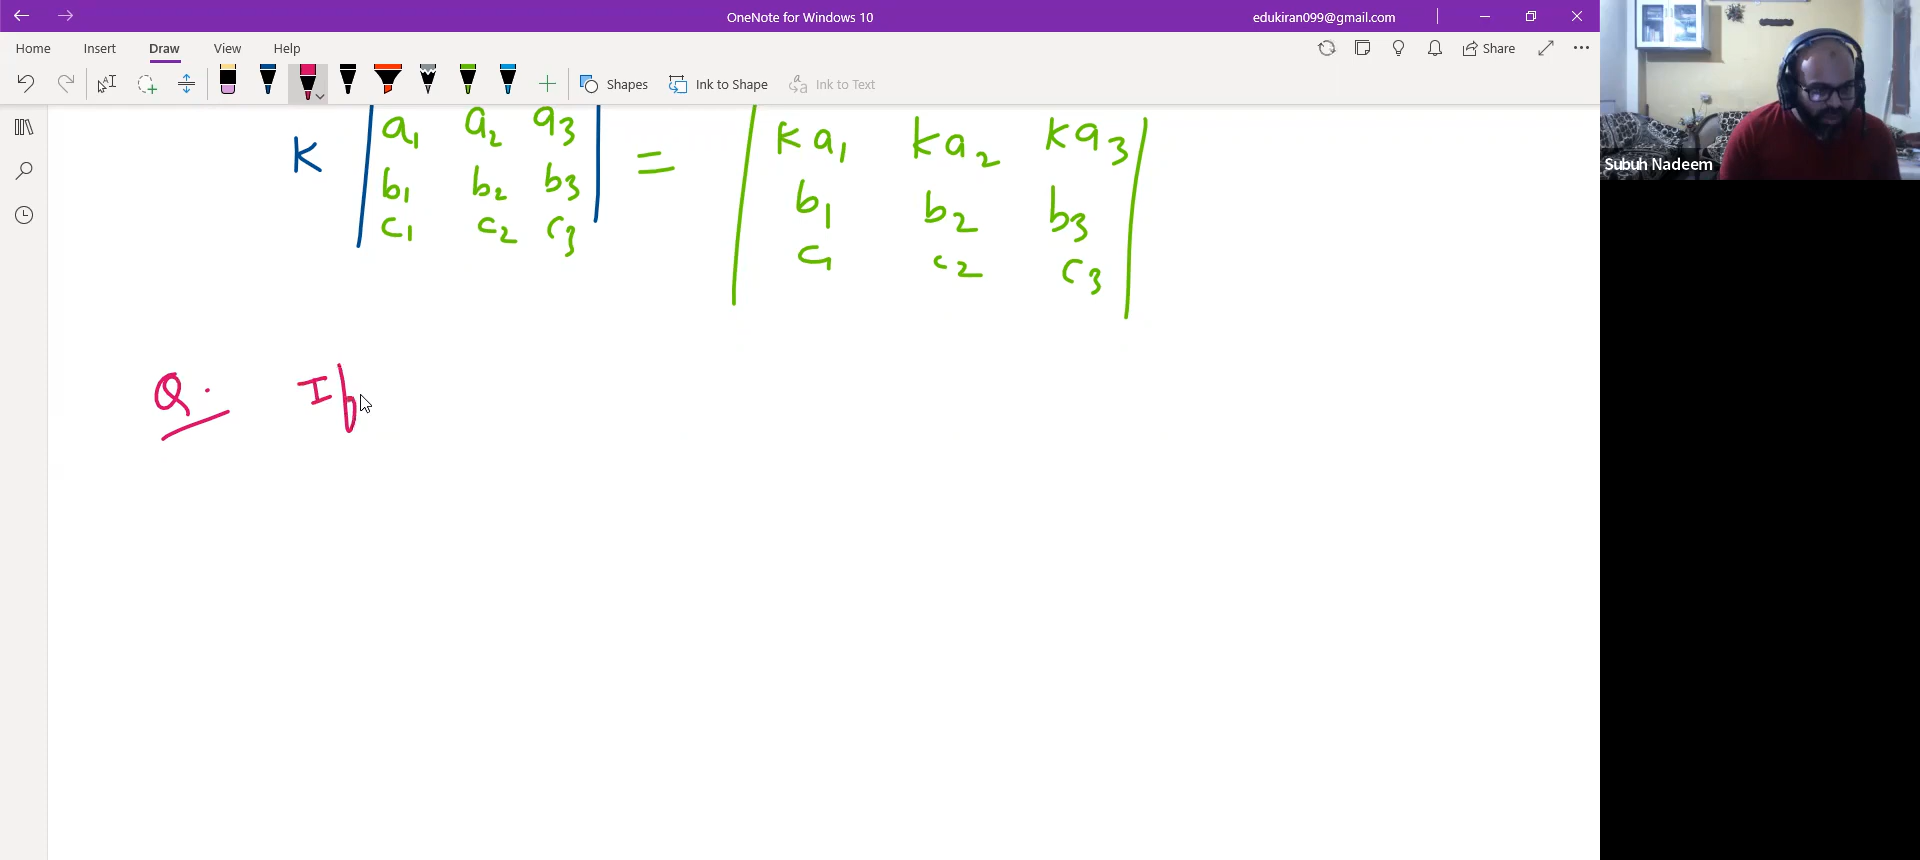 OneNote for Windows 10
edukiran099@gmail.com
Home Insert Draw View Help
Share
Shapes Ink to Shape Ink to Text
K | a1 a2 a3 | = | ka1 ka2 ka3 |
| b1 b2 b3 | | b1 b2 b3 |
| c1 c2 c3 | | c1 c2 c3 |
Q. If
Subuh Nadeem